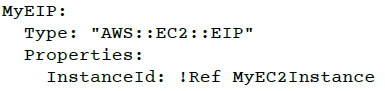 MyEIP:
  Type: "AWS::EC2::EIP"
  Properties:
    InstanceId: !Ref MyEC2Instance